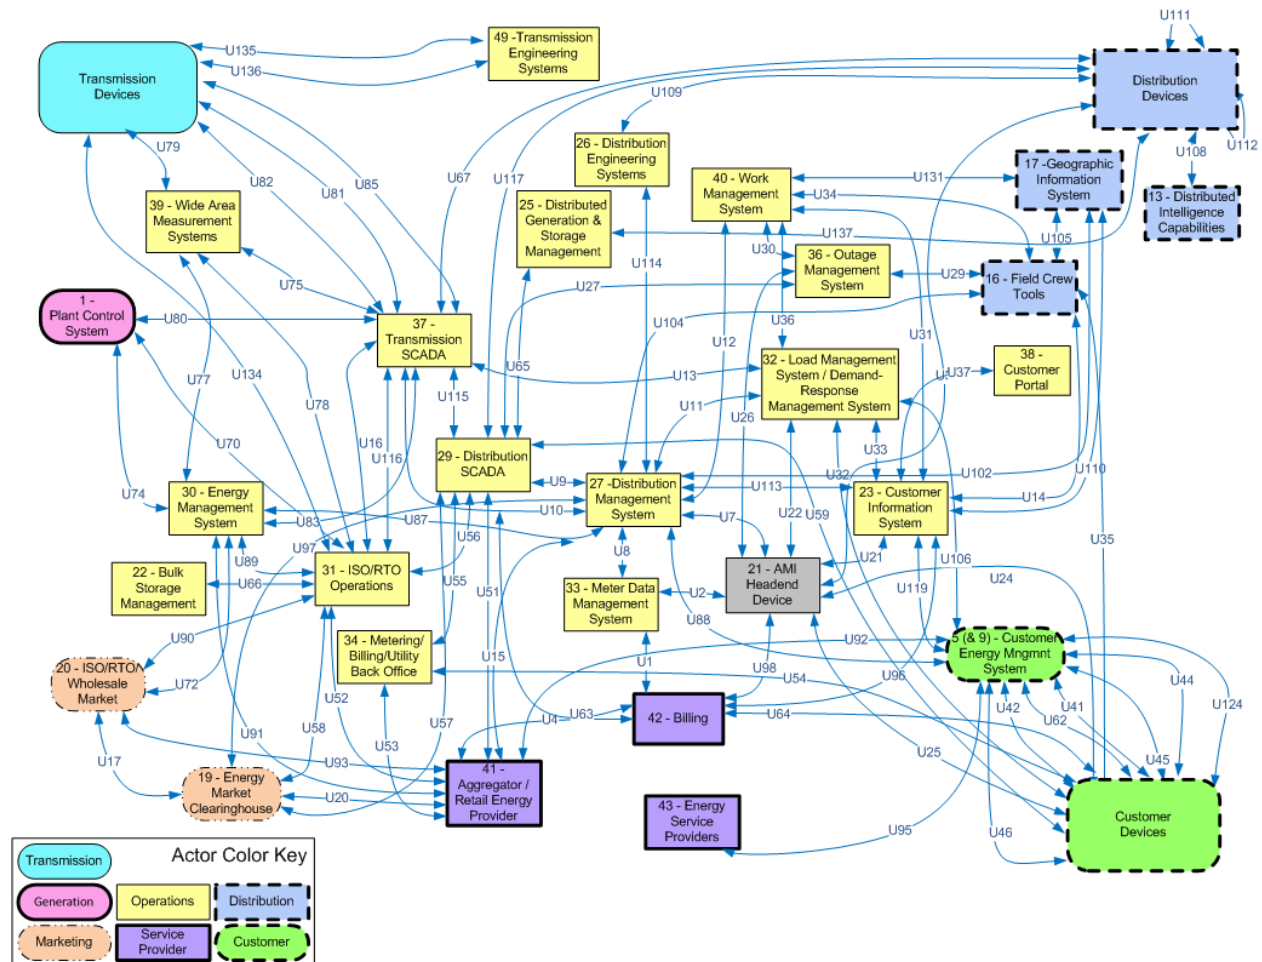 U111
U135
49 -Transmission
Engineering
Systems
U136
Transmission
Devices
Distribution
Devices
U109
U112
U79
26 - Distribution
Engineering
Systems
U108
17 -Geographic
Information
System
U82
U81
U85
U67
U117
40 - Work
Management
System
U131
U34
13 - Distributed
Intelligence
Capabilities
39 - Wide Area
Measurement
Systems
25 - Distributed
Generation &
Storage
Management
U137
U105
U30
36 - Outage
Management
System
U114
U29
16 - Field Crew
Tools
U75
U27
1 -
Plant Control
System
U80
37 -
Transmission
SCADA
U104
U36
U31
U12
32 - Load Management
System / Demand-
Response
Management System
38 -
Customer
Portal
U37
U65
U13
U134
U77
U78
U115
U11
U26
U70
U16
U116
29 - Distribution
SCADA
U33
U32
U102
U110
U9
27 -Distribution
Management
System
U113
U74
30 - Energy
Management
System
23 - Customer
Information
System
U14
U83
U87
U10
U7
U22
U59
U97
U56
U35
U89
U8
U21
U106
22 - Bulk
Storage
Management
U66
31 - ISO/RTO
Operations
21 - AMI
Headend
Device
U24
U55
U51
33 - Meter Data
Management
System
U2
U119
U88
34 - Metering/
Billing/Utility
Back Office
U90
U15
U92
5 (& 9) - Customer
Energy Mngmnt
System
20 - ISO/RTO/
Wholesale
Market
U1
U98
U96
U54
U44
U72
U52
U124
U41
U42
U62
U58
U57
U4
U63
42 - Billing
U64
U91
U53
U25
U45
U17
U93
19 - Energy
Market
Clearinghouse
U20
41 -
Aggregator /
Retail Energy
Provider
43 - Energy
Service
Providers
U95
U46
Customer
Devices
Actor Color Key
Transmission
Generation
Operations
Distribution
Marketing
Service
Provider
Customer